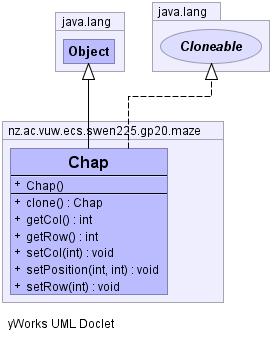 java.lang
java.lang
Object
Cloneable
nz.ac.vuw.ecs.swen225.gp20.maze
Chap
+ Chap()
+ clone() : Chap
+ getCol() : int
+ getRow() : int
+ setCol(int) : void
+ setPosition(int, int) : void
+ setRow(int) : void
yWorks UML Doclet